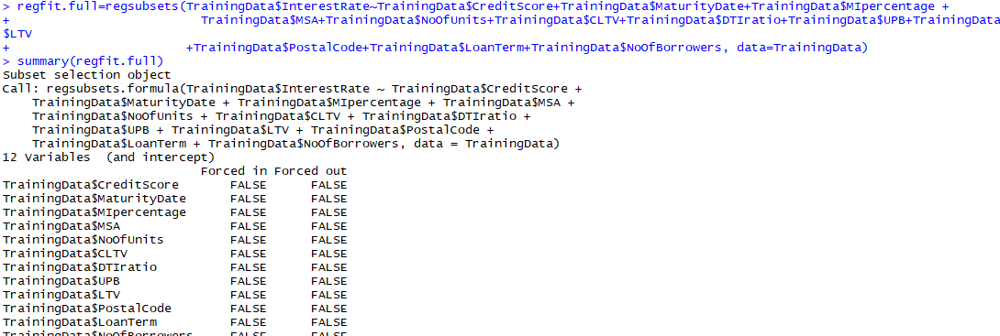 > regfit.full=regsubsets(TrainingData$InterestRate~TrainingData$CreditScore+TrainingData$MaturityDate+TrainingData$MIpercentage +
+ TrainingData$MSA+TrainingData$NoOfUnits+TrainingData$CLTV+TrainingData$DTIratio+TrainingData$UPB+TrainingData
$LTV
+ +TrainingData$PostalCode+TrainingData$LoanTerm+TrainingData$NoOfBorrowers, data=TrainingData)
> summary(regfit.full)
Subset selection object
Call: regsubsets.formula(TrainingData$InterestRate ~ TrainingData$CreditScore +
TrainingData$MaturityDate + TrainingData$MIpercentage + TrainingData$MSA +
TrainingData$NoOfUnits + TrainingData$CLTV + TrainingData$DTIratio +
TrainingData$UPB + TrainingData$LTV + TrainingData$PostalCode +
TrainingData$LoanTerm + TrainingData$NoOfBorrowers, data = TrainingData)
12 Variables (and intercept)
Forced in Forced out
TrainingData$CreditScore FALSE FALSE
TrainingData$MaturityDate FALSE FALSE
TrainingData$MIpercentage FALSE FALSE
TrainingData$MSA FALSE FALSE
TrainingData$NoOfUnits FALSE FALSE
TrainingData$CLTV FALSE FALSE
TrainingData$DTIratio FALSE FALSE
TrainingData$UPB FALSE FALSE
TrainingData$LTV FALSE FALSE
TrainingData$PostalCode FALSE FALSE
TrainingData$LoanTerm FALSE FALSE
TrainingData$NoOfBorrowers FALSE FALSE